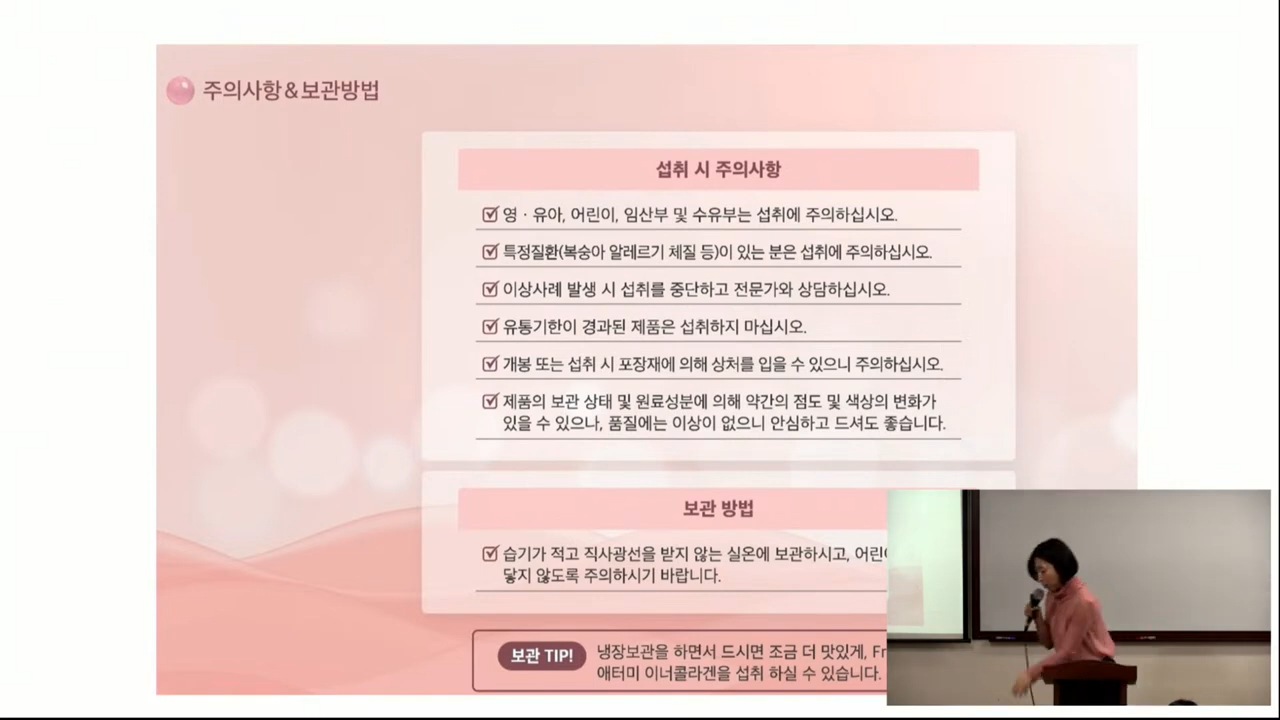 주의사항&보관방법
섭취 시 주의사항
영·유아, 어린이, 임산부 및 수유부는 섭취에 주의하십시오.
특정질환(복숭아 알레르기 체질 등)이 있는 분은 섭취에 주의하십시오.
이상사례 발생 시 섭취를 중단하고 전문가와 상담하십시오.
유통기한이 경과된 제품은 섭취하지 마십시오.
개봉 또는 섭취 시 포장재에 의해 상처를 입을 수 있으니 주의하십시오.
제품의 보관 상태 및 원료성분에 의해 약간의 점도 및 색상의 변화가
있을 수 있으나, 품질에는 이상이 없으니 안심하고 드셔도 좋습니다.
보관 방법
습기가 적고 직사광선을 받지 않는 실온에 보관하시고,
닿지 않도록 주의하시기 바랍니다.
보관 TIP!
냉장보관을 하면서 드시면 조금 더 맛있게,
애터미 이너콜라겐을 섭취 하실 수 있습니다.